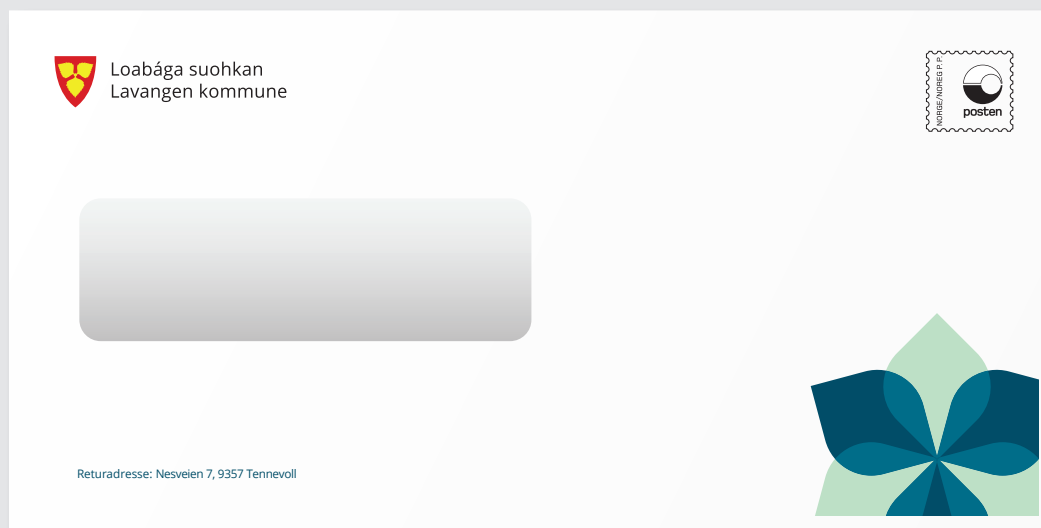 Loabága suohkan
Lavangen kommune
NORGE/NOREG P. P.
posten
Returadresse: Nesveien 7, 9357 Tennevoll